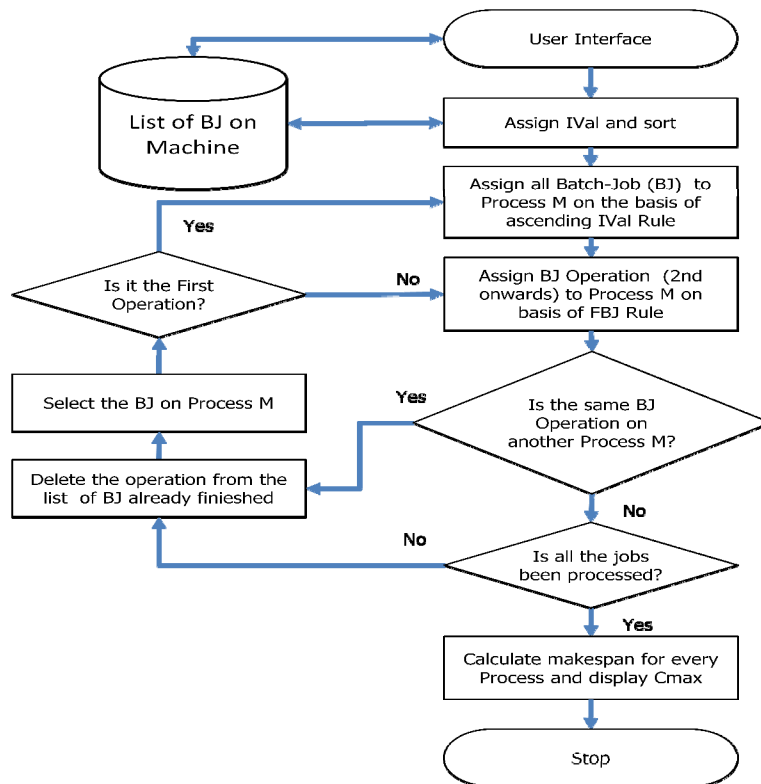 User Interface
List of BJ on
Machine
Assign IVal and sort
Assign all Batch-Job (BJ) to
Process M on the basis of
ascending IVal Rule
Yes
Is it the First
Operation?
No
Assign BJ Operation (2nd
onwards) to Process M on
basis of FBJ Rule
Select the BJ on Process M
Yes
Is the same BJ
Operation on
another Process M?
Delete the operation from the
list of BJ already finieshed
No
No
Is all the jobs
been processed?
Yes
Calculate makespan for every
Process and display Cmax
Stop